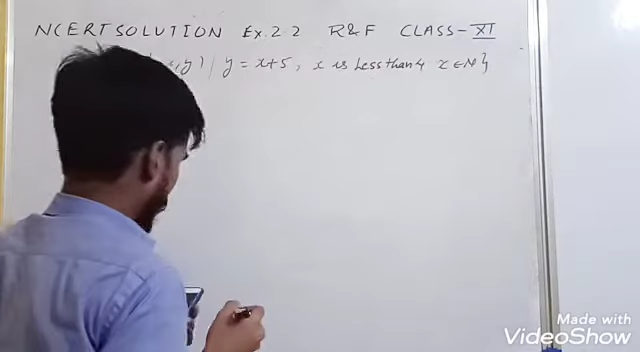 NCERT SOLUTION Ex. 2.2 R&F CLASS-XI
,y) | y = x+5, x is less than 4 x ∈ N}
Made with
VideoShow